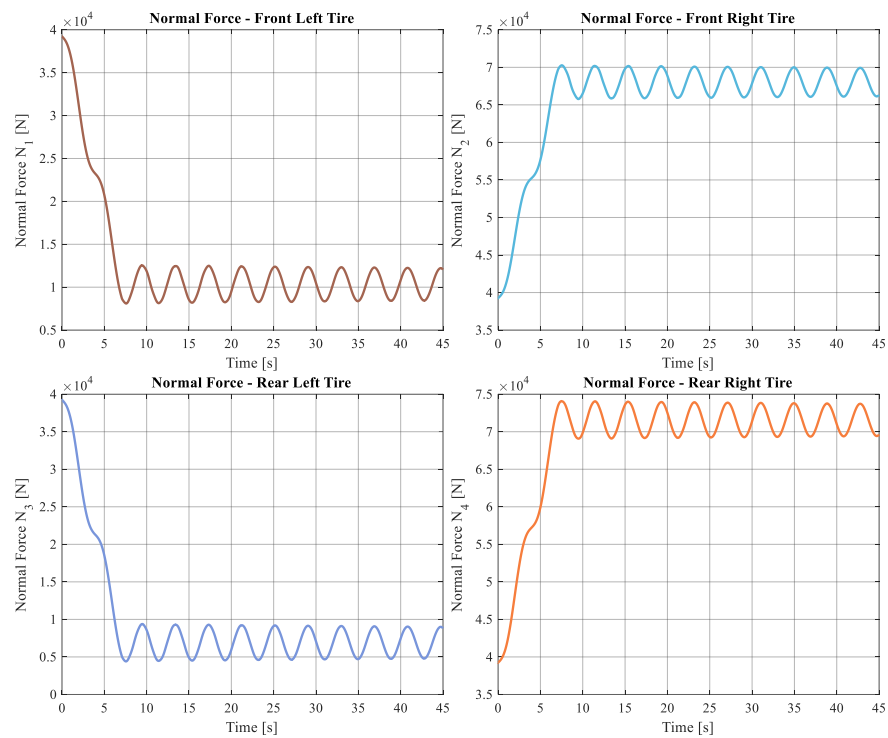 Normal Force - Front Left Tire
×10⁴
4
3.5
3
2.5
2
1.5
1
0.5
Normal Force N₁ [N]
0 5 10 15 20 25 30 35 40 45
Time [s]
Normal Force - Front Right Tire
×10⁴
7.5
7
6.5
6
5.5
5
4.5
4
3.5
Normal Force N₂ [N]
0 5 10 15 20 25 30 35 40 45
Time [s]
Normal Force - Rear Left Tire
×10⁴
4
3.5
3
2.5
2
1.5
1
0.5
0
Normal Force N₃ [N]
0 5 10 15 20 25 30 35 40 45
Time [s]
Normal Force - Rear Right Tire
×10⁴
7.5
7
6.5
6
5.5
5
4.5
4
3.5
Normal Force N₄ [N]
0 5 10 15 20 25 30 35 40 45
Time [s]